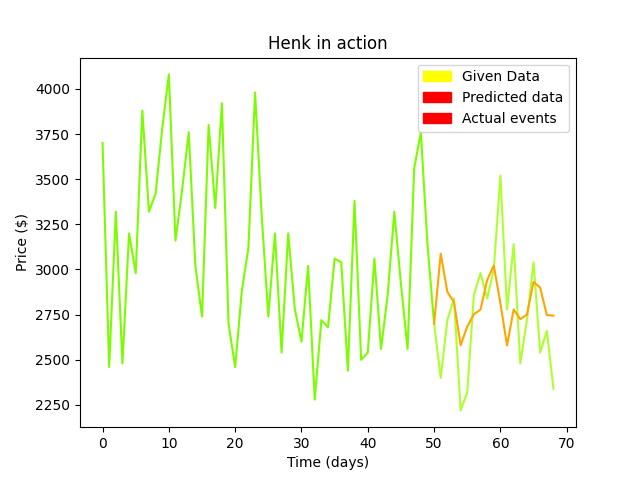 Henk in action
Given Data
Predicted data
Actual events
4000
3750
3500
3250
3000
2750
2500
2250
Price ($)
0 10 20 30 40 50 60 70
Time (days)